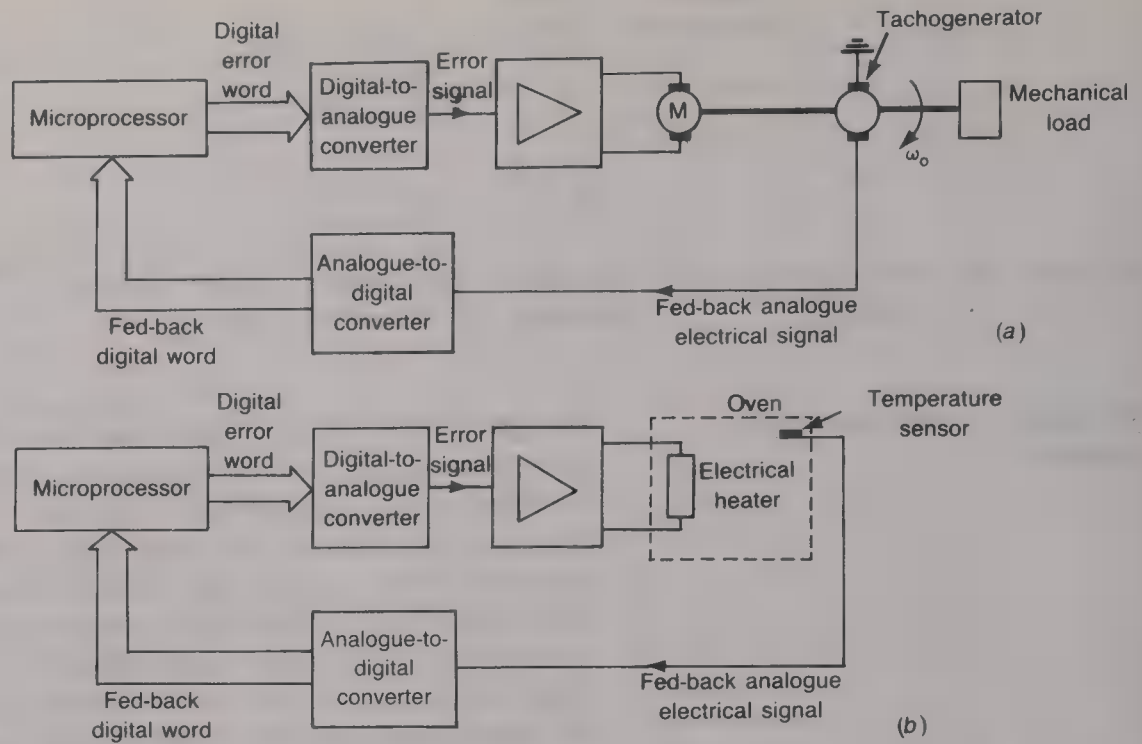 Tachogenerator
Digital
error
word
Error
signal
Microprocessor
Digital-to-
analogue
converter
M
Mechanical
load
ω₀
Analogue-to-
digital
converter
Fed-back
digital word
Fed-back analogue
electrical signal
(a)
Digital
error
word
Error
signal
Oven
Temperature
sensor
Microprocessor
Digital-to-
analogue
converter
Electrical
heater
Analogue-to-
digital
converter
Fed-back
digital word
Fed-back analogue
electrical signal
(b)